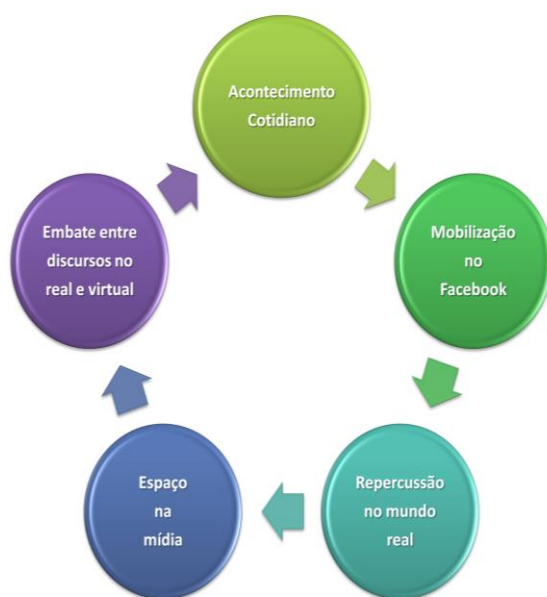 Acontecimento
Cotidiano
Mobilização
no
Facebook
Repercussão
no mundo
real
Espaço
na
mídia
Embate entre
discursos no
real e virtual